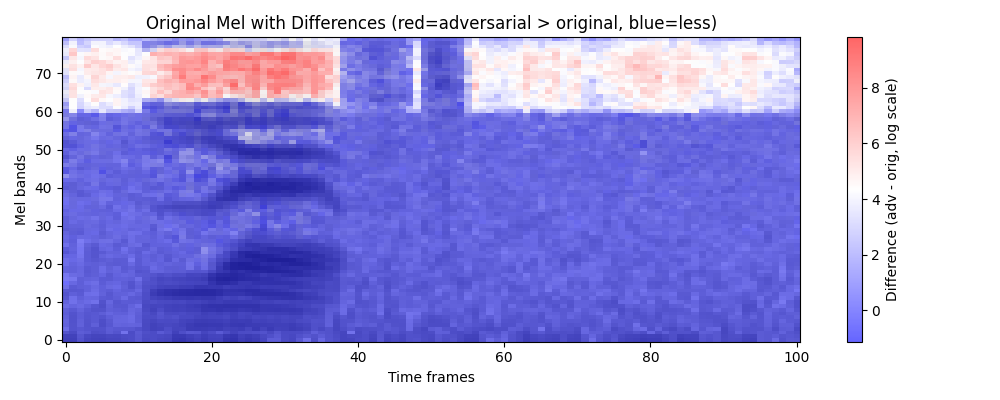 Original Mel with Differences (red=adversarial > original, blue=less)
70
60
50
40
30
20
10
0
Mel bands
0 20 40 60 80 100
Time frames
8
6
4
2
0
Difference (adv - orig, log scale)